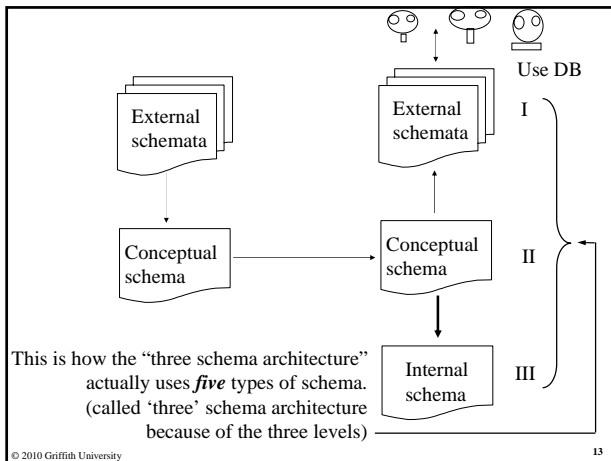 Use DB
External
schemata
External
schemata
I
Conceptual
schema
Conceptual
schema
II
This is how the “three schema architecture”
actually uses five types of schema.
(called ‘three’ schema architecture
because of the three levels)
Internal
schema
III
© 2010 Griffith University
13